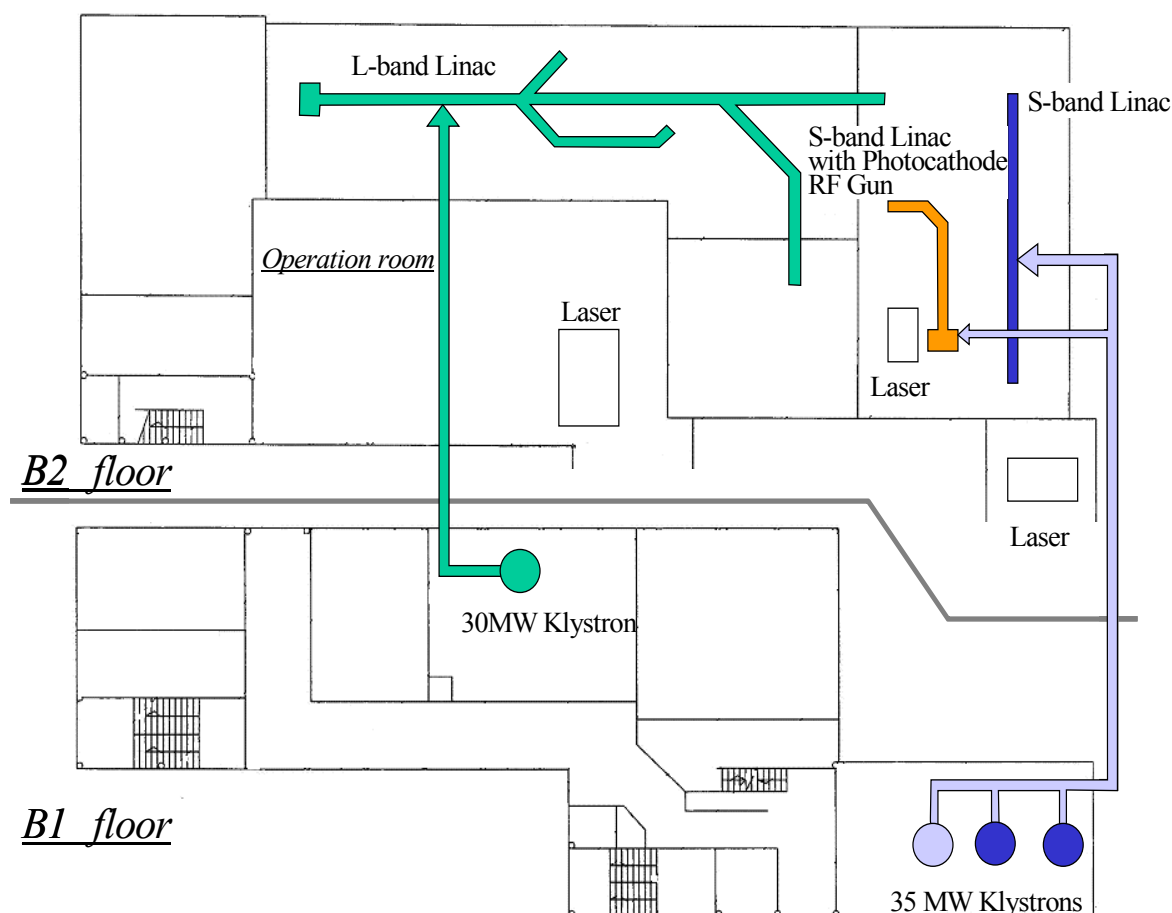 L-band Linac
S-band Linac
S-band Linac
with Photocathode
RF Gun
Operation room
Laser
Laser
B2 floor
Laser
30MW Klystron
B1 floor
35 MW Klystrons